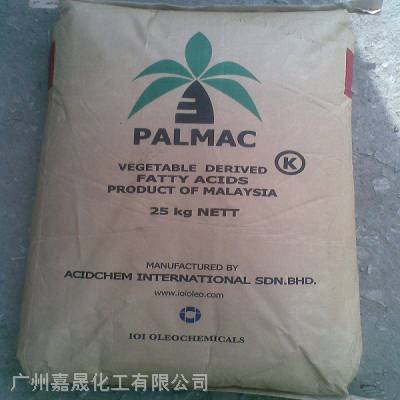 PALMAC
VEGETABLE DERIVED
K
FATTY ACIDS
PRODUCT OF MALAYSIA
25 kg NETT
MANUFACTURED BY
ACIDCHEM INTERNATIONAL SDN.BHD.
www.ioioleo.com
IOI OLEOCHEMICALS
广州嘉晟化工有限公司